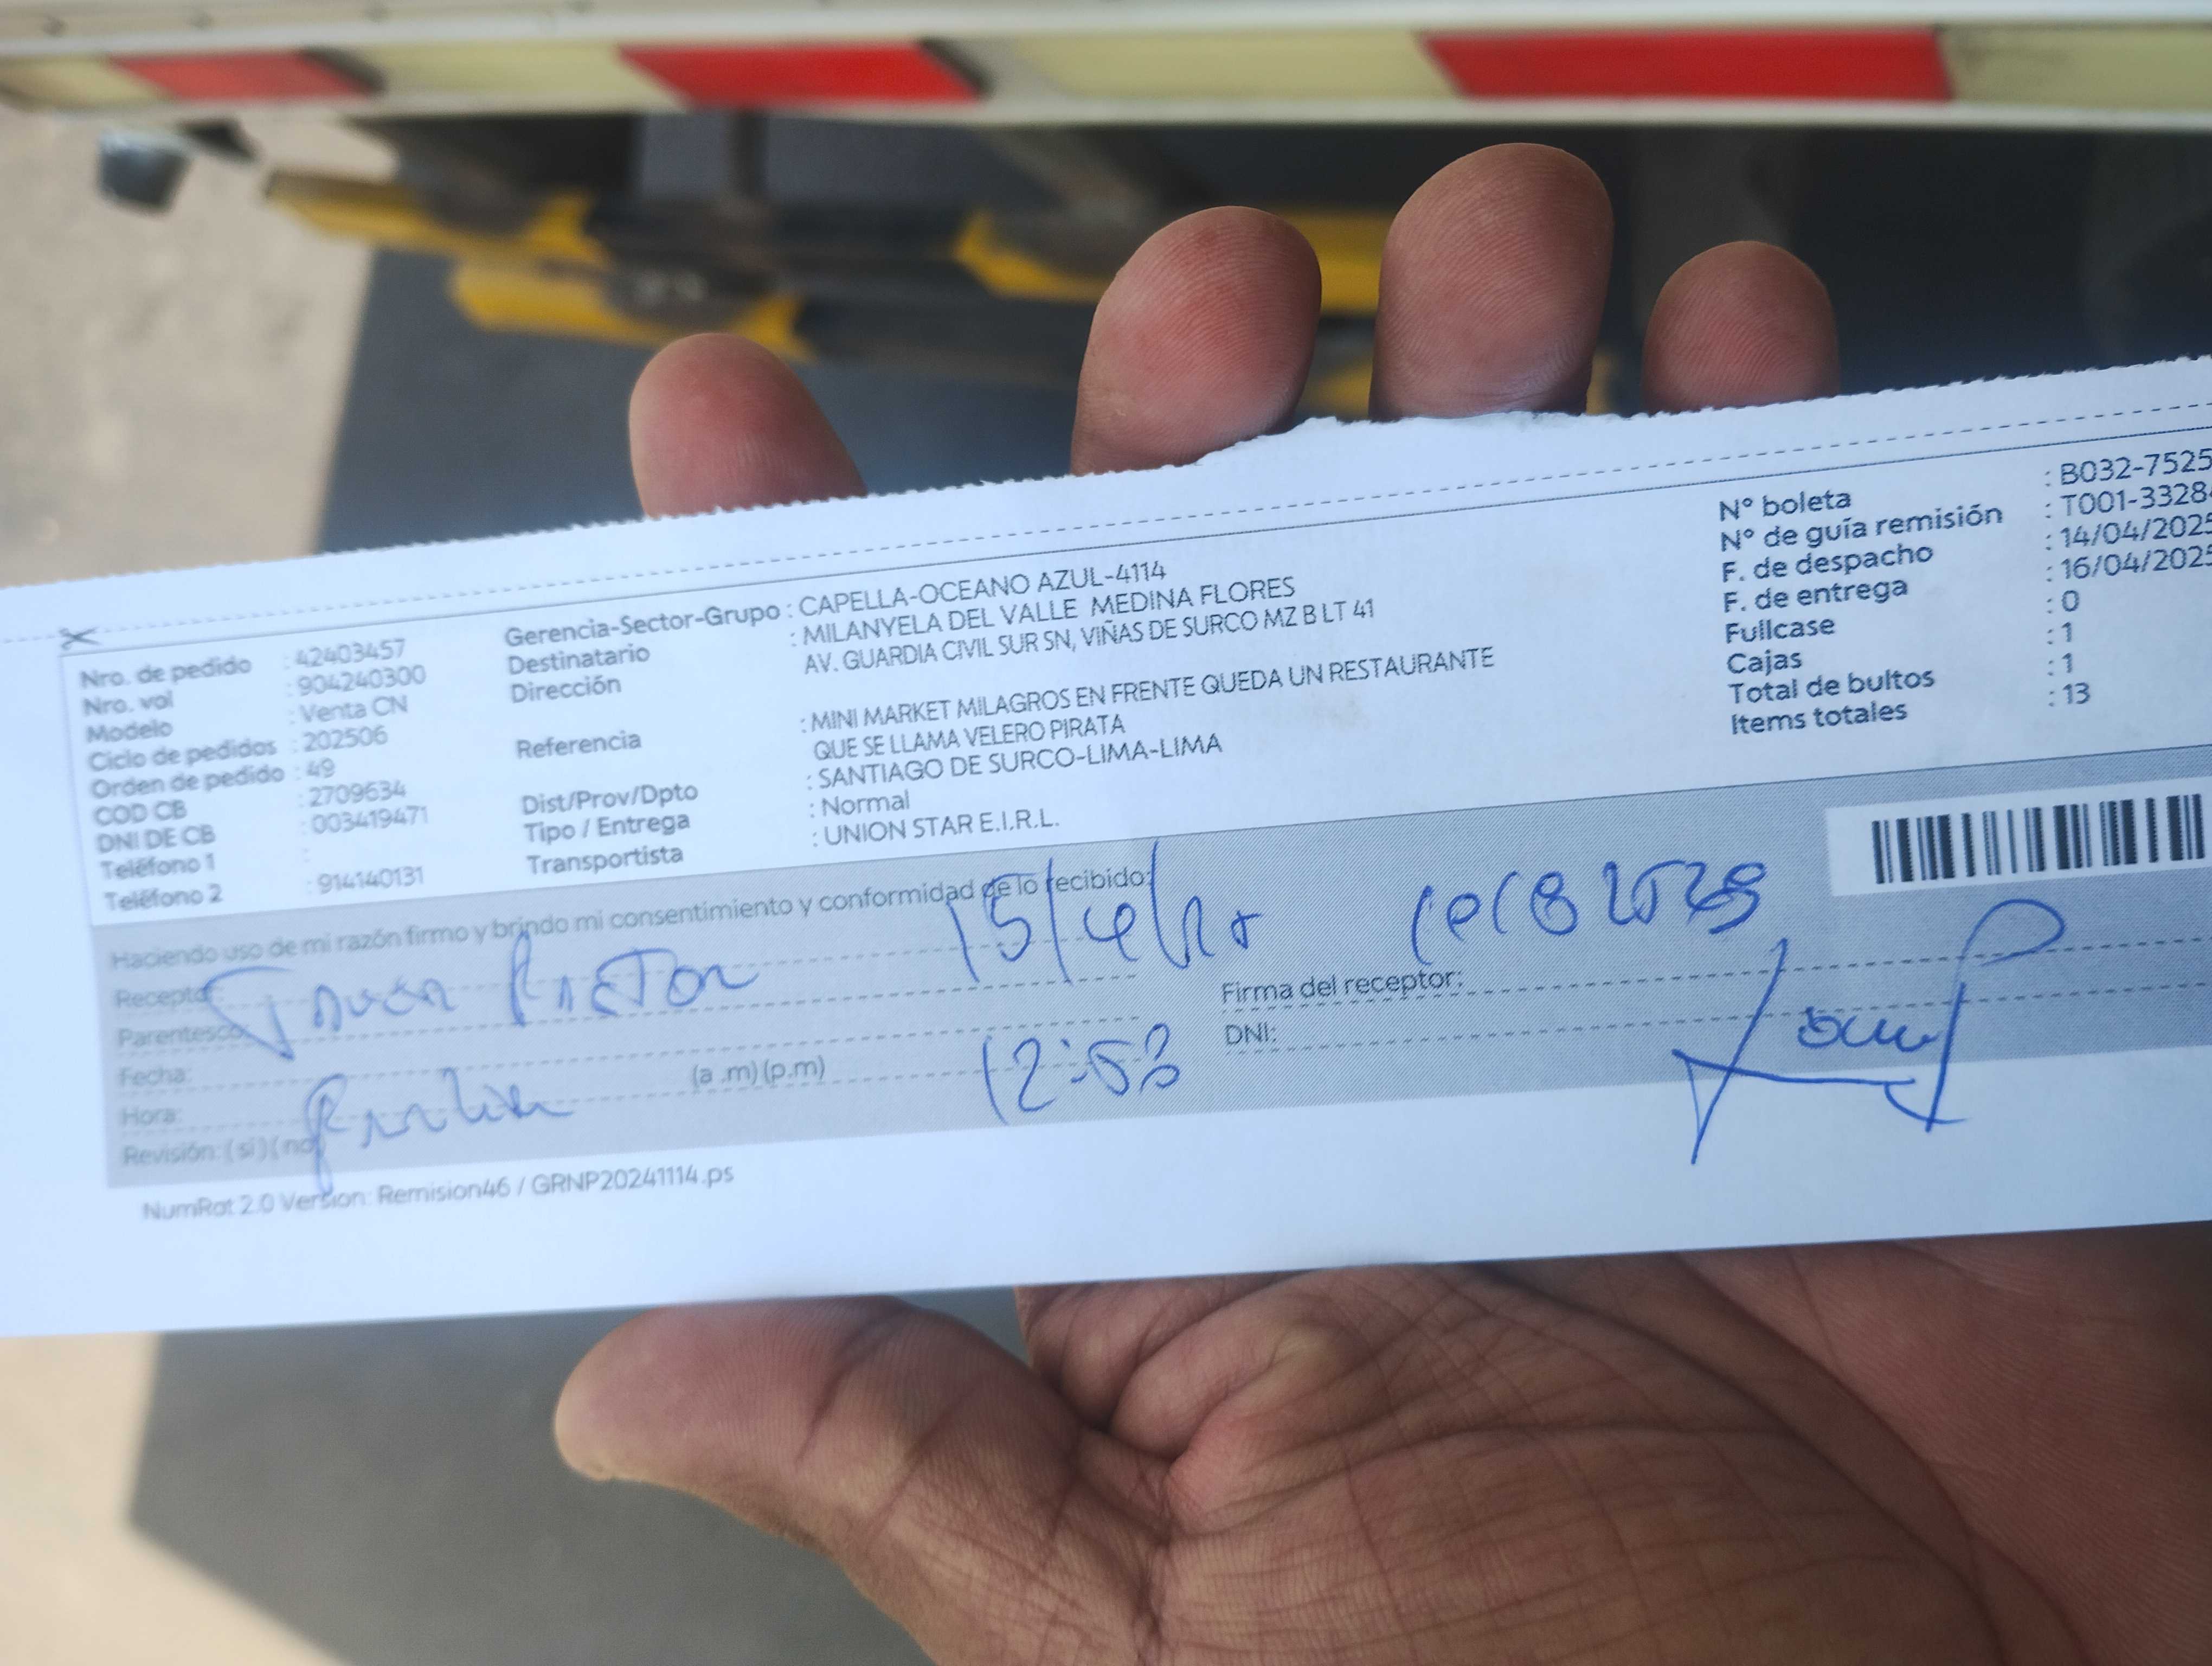 Nro. de pedido : 42403457
Nro. vol : 904240300
Modelo : Venta CN
Ciclo de pedidos : 202506
Orden de pedido : 49
COD CB : 2709634
DNI DE CB : 003419471
Teléfono 1 :
Teléfono 2 : 914140131
Gerencia-Sector-Grupo : CAPELLA-OCEANO AZUL-4114
Destinatario : MILANYELA DEL VALLE MEDINA FLORES
Dirección AV. GUARDIA CIVIL SUR SN, VIÑAS DE SURCO MZ B LT 41
Referencia : MINI MARKET MILAGROS EN FRENTE QUEDA UN RESTAURANTE
QUE SE LLAMA VELERO PIRATA
Dist/Prov/Dpto : SANTIAGO DE SURCO-LIMA-LIMA
Tipo / Entrega : Normal
Transportista : UNION STAR E.I.R.L.
N° boleta : B032-7525
N° de guía remisión : T001-3328
F. de despacho : 14/04/2025
F. de entrega : 16/04/2025
Fullcase : 0
Cajas : 1
Total de bultos : 1
Items totales : 13
Haciendo uso de mi razón firmo y brindo mi consentimiento y conformidad de lo recibido:
Receptor:
Parentesco:
Fecha:
Hora: (a .m) (p.m) 12:53
Revisión: ( si ) ( no
Firma del receptor:
DNI:
NumRot 2.0 Version: Remision46 / GRNP20241114.ps